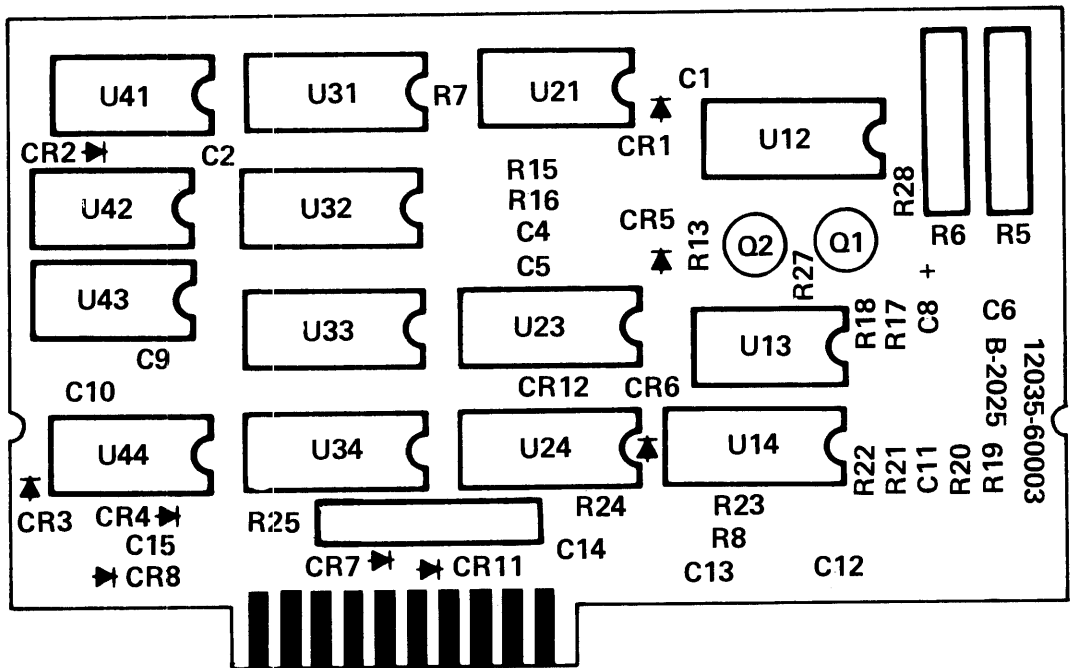 U41
U31
R7
U21
C1
CR1
U12
CR2
C2
R15
R16
C4
C5
U42
U32
CR5
R13
Q2
R27
Q1
R28
R6
R5
+
U43
C9
U33
U23
U13
R18
R17
C8
C6
B-2025
12035-60003
C10
CR12
CR6
U44
U34
U24
U14
R22
R21
C11
R20
R19
CR3
CR4
C15
CR8
R25
R24
R23
R8
CR7
CR11
C14
C13
C12